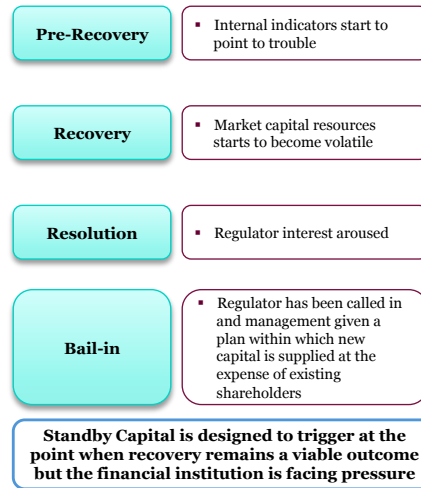 Pre-Recovery
▪ Internal indicators start to
point to trouble
Recovery
▪ Market capital resources
starts to become volatile
Resolution
▪ Regulator interest aroused
Bail-in
▪ Regulator has been called in
and management given a
plan within which new
capital is supplied at the
expense of existing
shareholders
Standby Capital is designed to trigger at the
point when recovery remains a viable outcome
but the financial institution is facing pressure